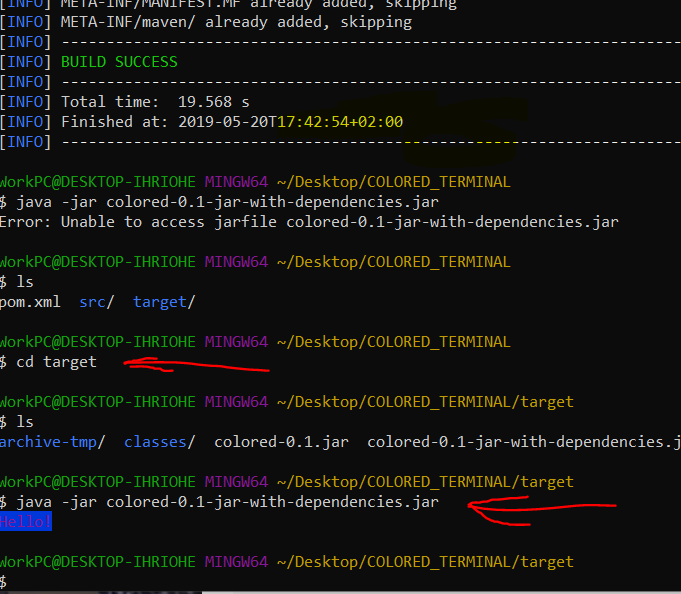 [INFO] META-INF/MANIFEST.MF already added, skipping
[INFO] META-INF/maven/ already added, skipping
[INFO] ---------------------------------------------------------------------
[INFO] BUILD SUCCESS
[INFO] ---------------------------------------------------------------------
[INFO] Total time:  19.568 s
[INFO] Finished at: 2019-05-20T17:42:54+02:00
[INFO] ---------------------------------------------------------------------
WorkPC@DESKTOP-IHRIOHE MINGW64 ~/Desktop/COLORED_TERMINAL
$ java -jar colored-0.1-jar-with-dependencies.jar
Error: Unable to access jarfile colored-0.1-jar-with-dependencies.jar
WorkPC@DESKTOP-IHRIOHE MINGW64 ~/Desktop/COLORED_TERMINAL
$ ls
pom.xml  src/  target/
WorkPC@DESKTOP-IHRIOHE MINGW64 ~/Desktop/COLORED_TERMINAL
$ cd target
WorkPC@DESKTOP-IHRIOHE MINGW64 ~/Desktop/COLORED_TERMINAL/target
$ ls
archive-tmp/  classes/  colored-0.1.jar  colored-0.1-jar-with-dependencies.j
WorkPC@DESKTOP-IHRIOHE MINGW64 ~/Desktop/COLORED_TERMINAL/target
$ java -jar colored-0.1-jar-with-dependencies.jar
Hello!
WorkPC@DESKTOP-IHRIOHE MINGW64 ~/Desktop/COLORED_TERMINAL/target
$